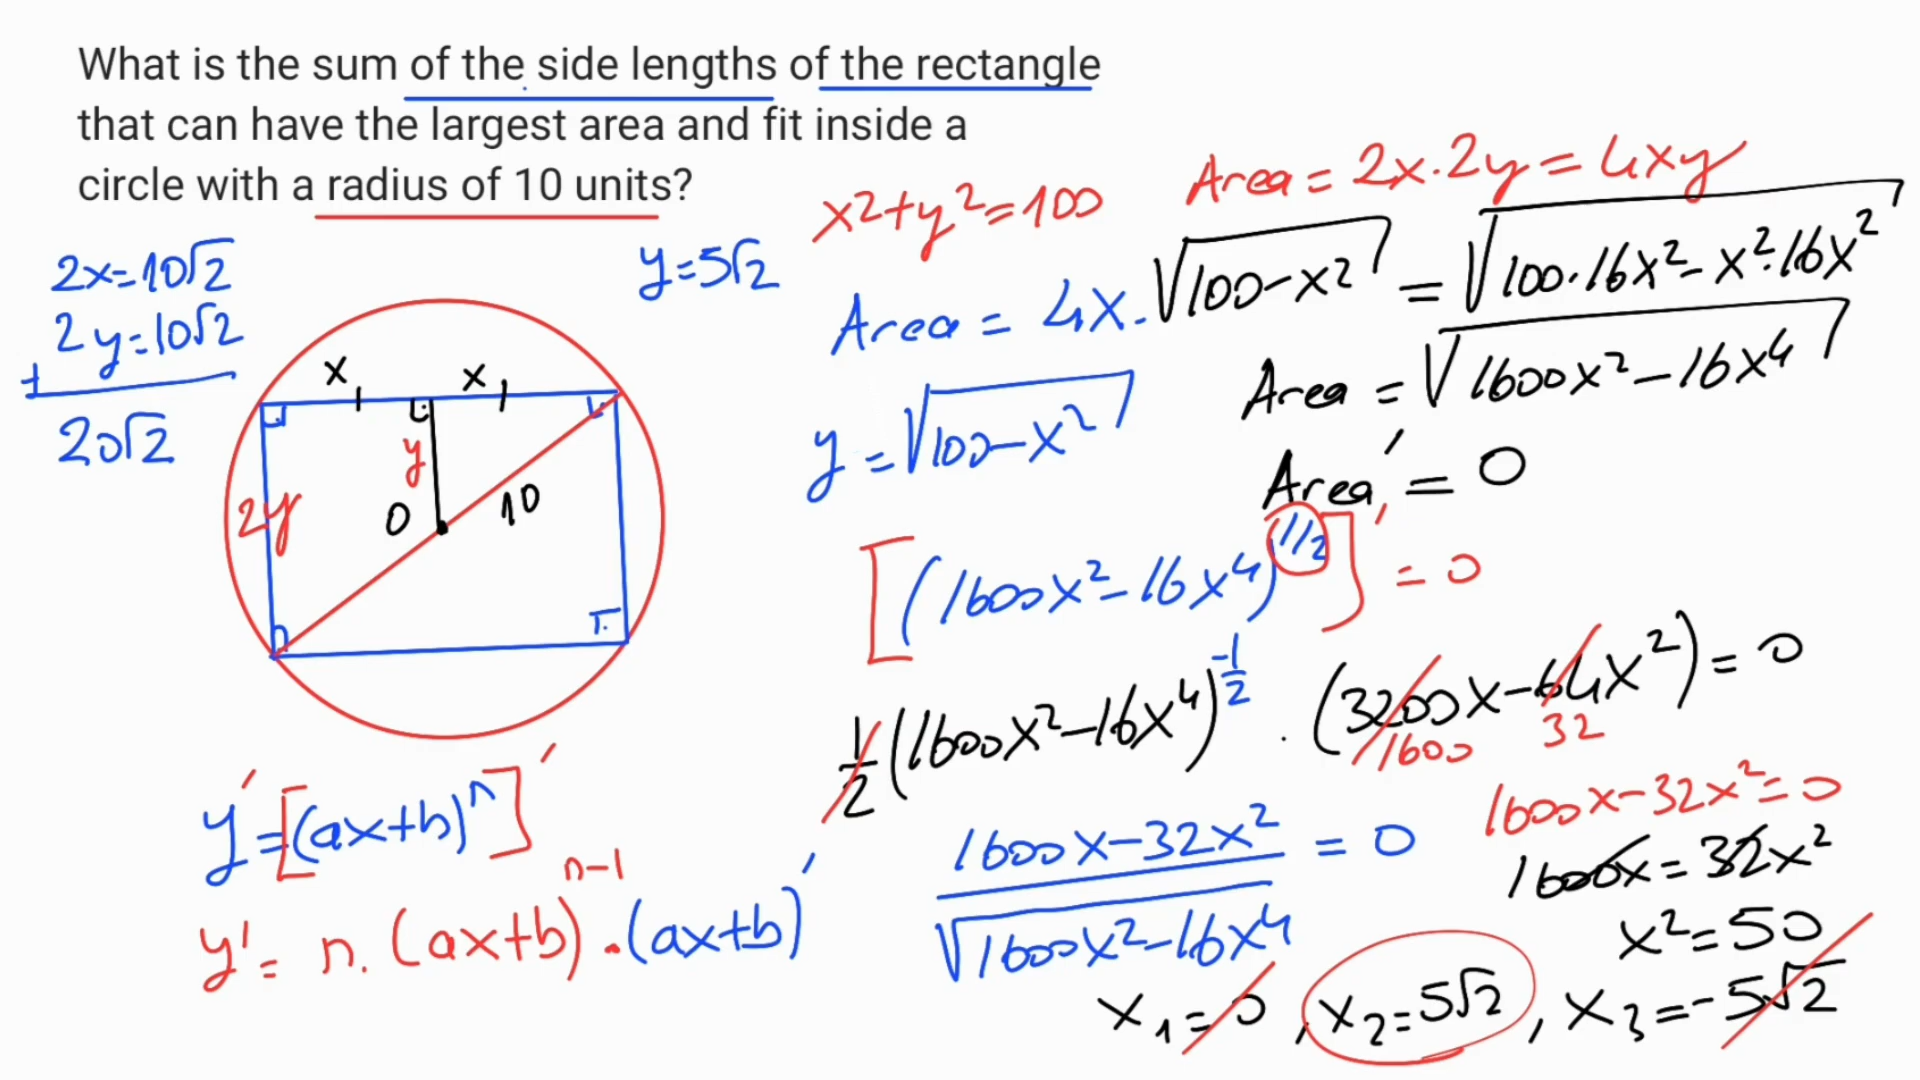 What is the sum of the side lengths of the rectangle
that can have the largest area and fit inside a
circle with a radius of 10 units?
2x=10√2
2y=10√2
+
20√2
y=5√2
x
x
y
2y
0
10
y'=[(ax+b)^n]'
y'= n.(ax+b)^n-1 .(ax+b)'
x²+y²=100
Area = 2x.2y = 4xy
Area = 4x.√100-x² = √100.16x²-x².16x²
y = √100-x²
Area = √1600x²-16x⁴
Area' = 0
[(1600x²-16x⁴)^1/2]' = 0
1/2 (1600x²-16x⁴)^-1/2 . (3200x-64x²) = 0
1600 32
1600x-32x² / √1600x²-16x⁴ = 0
1600x-32x²=0
1600x=32x²
x²=50
x₁=0, x₂=5√2, x₃=-5√2